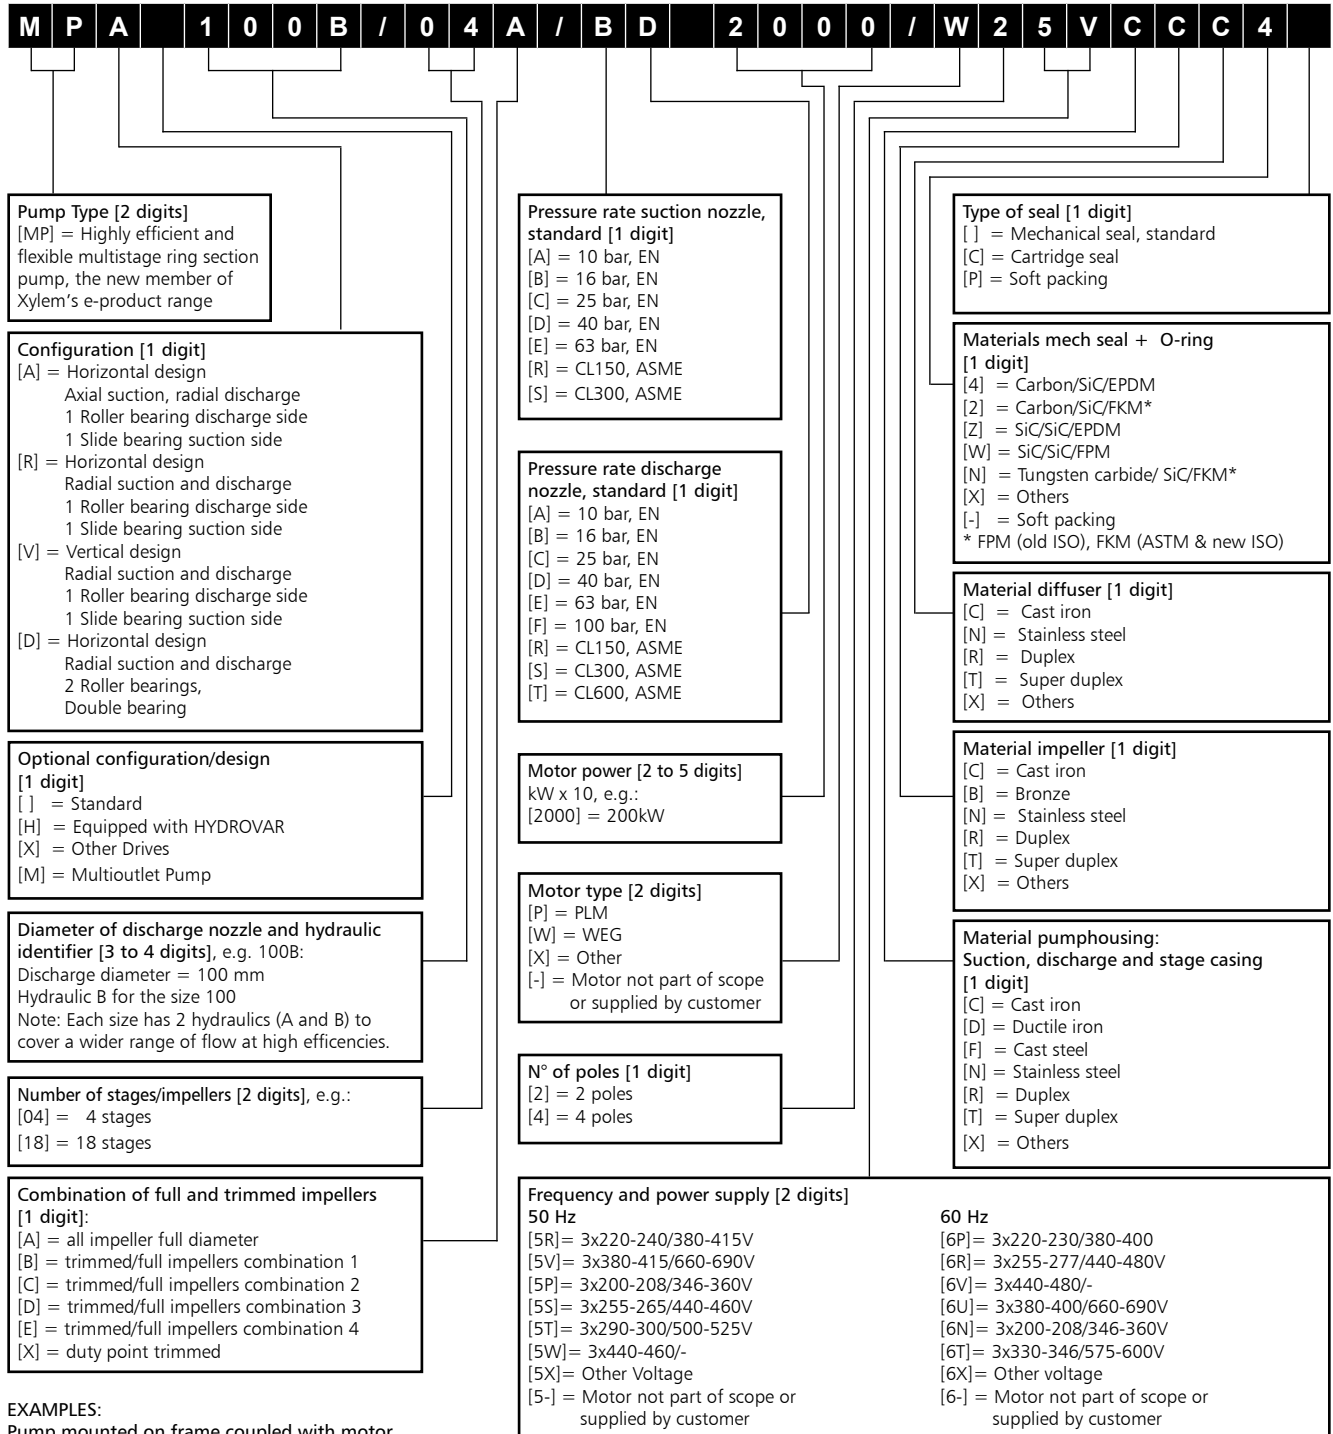 M P A 1 0 0 B / 0 4 A / B D 2 0 0 0 / W 2 5 V C C C 4
Pump Type [2 digits]
[MP] = Highly efficient and
flexible multistage ring section
pump, the new member of
Xylem's e-product range
Configuration [1 digit]
[A] = Horizontal design
Axial suction, radial discharge
1 Roller bearing discharge side
1 Slide bearing suction side
[R] = Horizontal design
Radial suction and discharge
1 Roller bearing discharge side
1 Slide bearing suction side
[V] = Vertical design
Radial suction and discharge
1 Roller bearing discharge side
1 Slide bearing suction side
[D] = Horizontal design
Radial suction and discharge
2 Roller bearings,
Double bearing
Optional configuration/design
[1 digit]
[ ] = Standard
[H] = Equipped with HYDROVAR
[X] = Other Drives
[M] = Multioutlet Pump
Diameter of discharge nozzle and hydraulic
identifier [3 to 4 digits], e.g. 100B:
Discharge diameter = 100 mm
Hydraulic B for the size 100
Note: Each size has 2 hydraulics (A and B) to
cover a wider range of flow at high efficencies.
Number of stages/impellers [2 digits], e.g.:
[04] = 4 stages
[18] = 18 stages
Combination of full and trimmed impellers
[1 digit]:
[A] = all impeller full diameter
[B] = trimmed/full impellers combination 1
[C] = trimmed/full impellers combination 2
[D] = trimmed/full impellers combination 3
[E] = trimmed/full impellers combination 4
[X] = duty point trimmed
EXAMPLES:
Pump mounted on frame coupled with motor
Pressure rate suction nozzle,
standard [1 digit]
[A] = 10 bar, EN
[B] = 16 bar, EN
[C] = 25 bar, EN
[D] = 40 bar, EN
[E] = 63 bar, EN
[R] = CL150, ASME
[S] = CL300, ASME
Pressure rate discharge
nozzle, standard [1 digit]
[A] = 10 bar, EN
[B] = 16 bar, EN
[C] = 25 bar, EN
[D] = 40 bar, EN
[E] = 63 bar, EN
[F] = 100 bar, EN
[R] = CL150, ASME
[S] = CL300, ASME
[T] = CL600, ASME
Motor power [2 to 5 digits]
kW x 10, e.g.:
[2000] = 200kW
Motor type [2 digits]
[P] = PLM
[W] = WEG
[X] = Other
[-] = Motor not part of scope
or supplied by customer
N° of poles [1 digit]
[2] = 2 poles
[4] = 4 poles
Type of seal [1 digit]
[ ] = Mechanical seal, standard
[C] = Cartridge seal
[P] = Soft packing
Materials mech seal + O-ring
[1 digit]
[4] = Carbon/SiC/EPDM
[2] = Carbon/SiC/FKM*
[Z] = SiC/SiC/EPDM
[W] = SiC/SiC/FPM
[N] = Tungsten carbide/ SiC/FKM*
[X] = Others
[-] = Soft packing
* FPM (old ISO), FKM (ASTM & new ISO)
Material diffuser [1 digit]
[C] = Cast iron
[N] = Stainless steel
[R] = Duplex
[T] = Super duplex
[X] = Others
Material impeller [1 digit]
[C] = Cast iron
[B] = Bronze
[N] = Stainless steel
[R] = Duplex
[T] = Super duplex
[X] = Others
Material pumphousing:
Suction, discharge and stage casing
[1 digit]
[C] = Cast iron
[D] = Ductile iron
[F] = Cast steel
[N] = Stainless steel
[R] = Duplex
[T] = Super duplex
[X] = Others
Frequency and power supply [2 digits]
50 Hz
[5R]= 3x220-240/380-415V
[5V]= 3x380-415/660-690V
[5P]= 3x200-208/346-360V
[5S]= 3x255-265/440-460V
[5T]= 3x290-300/500-525V
[5W]= 3x440-460/-
[5X]= Other Voltage
[5-] = Motor not part of scope or
supplied by customer
60 Hz
[6P]= 3x220-230/380-400
[6R]= 3x255-277/440-480V
[6V]= 3x440-480/-
[6U]= 3x380-400/660-690V
[6N]= 3x200-208/346-360V
[6T]= 3x330-346/575-600V
[6X]= Other voltage
[6-] = Motor not part of scope or
supplied by customer